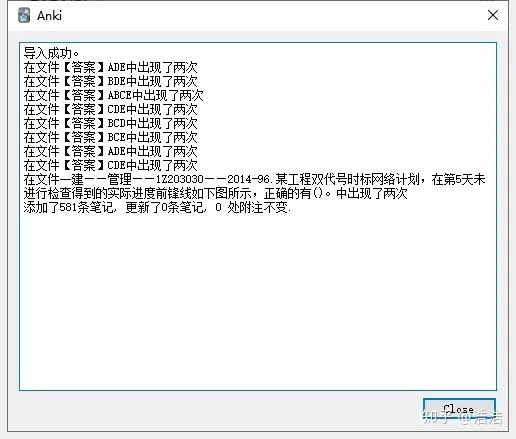 Anki
导入成功。
在文件【答案】ADE中出现了两次
在文件【答案】BDE中出现了两次
在文件【答案】ABCE中出现了两次
在文件【答案】CDE中出现了两次
在文件【答案】BCD中出现了两次
在文件【答案】BCE中出现了两次
在文件【答案】ADE中出现了两次
在文件【答案】CDE中出现了两次
在文件一建——管理——1Z203030——2014-96.某工程双代号时标网络计划，在第5天末
进行检查得到的实际进度前锋线如下图所示，正确的有()。中出现了两次
添加了581条笔记, 更新了0条笔记, 0 处附注不变.
Close
知乎 @浩浩